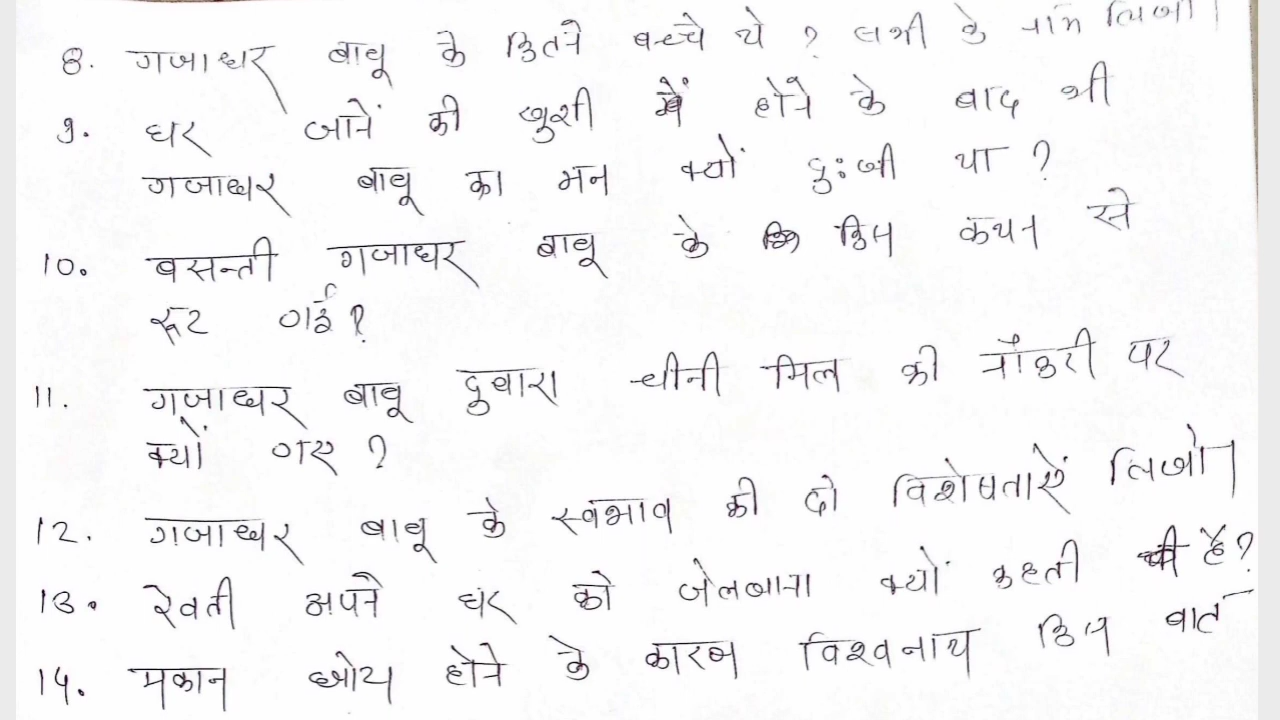 8. गजाधर बाबू के कितने बच्चे थे ? सभी के नाम लिखो।
9. घर जाने की खुशी में होने के बाद भी
गजाधर बाबू का मन क्यों दुःखी था ?
10. बसन्ती गजाधर बाबू के किस कथन से
रूट गई ?
11. गजाधर बाबू दुवारा चीनी मिल की नौकरी पर
क्यों गए ?
12. गजाधर बाबू के स्वभाव की दो विशेषताऐं लिखो।
13. रेवती अपने घर को जेलखाना क्यों कहती है ?
14. मकान छोटा होने के कारण विश्वनाथ किस बात